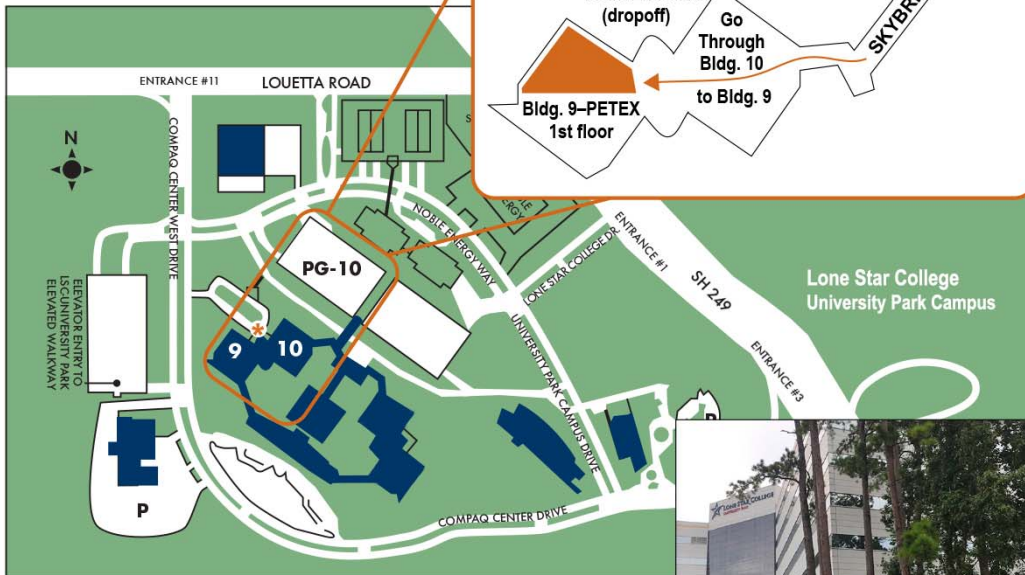 (dropoff)
Go
Through
Bldg. 10
to Bldg. 9
Bldg. 9–PETEX
1st floor
ENTRANCE #11
LOUETTA ROAD
N
COMPAQ CENTER WEST DRIVE
NOBLE ENERGY WAY
PG-10
LONE STAR COLLEGE DR
ENTRANCE #1
SH 249
Lone Star College
University Park Campus
ELEVATOR ENTRY TO
LSCUNIVERSITY PARK
ELEVATED WALKWAY
*
9
10
UNIVERSITY PARK CAMPUS DRIVE
ENTRANCE #3
P
COMPAQ CENTER DRIVE
LONE STAR COLLEGE